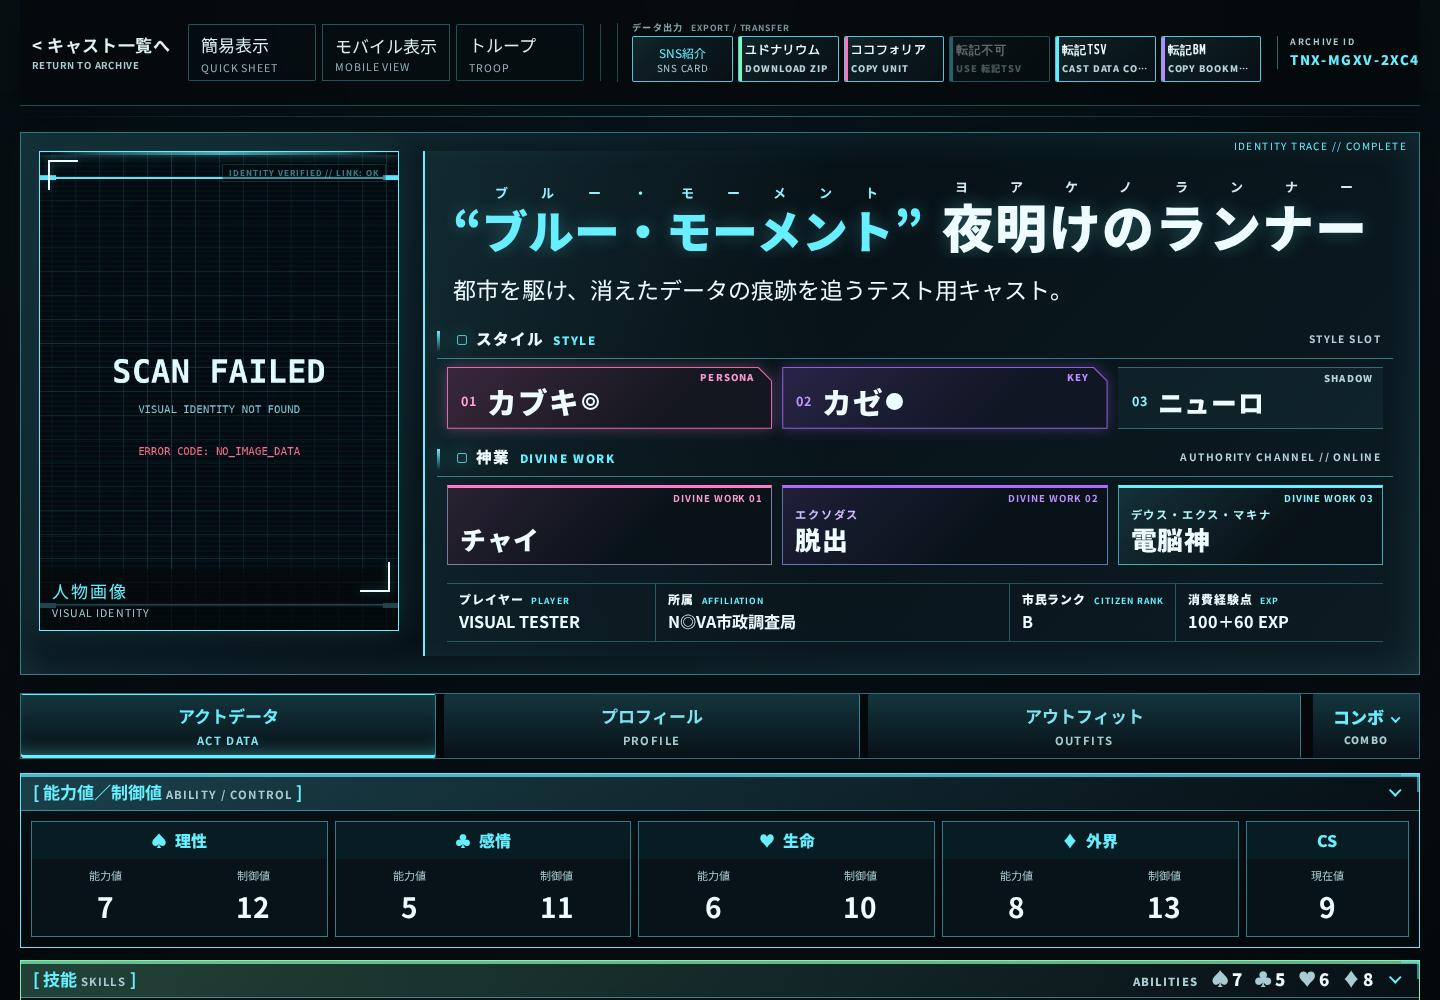 < キャスト一覧へ
RETURN TO ARCHIVE
簡易表示
QUICK SHEET
モバイル表示
MOBILE VIEW
トループ
TROOP
データ出力 EXPORT / TRANSFER
SNS紹介
SNS CARD
ユドナリウム
DOWNLOAD ZIP
ココフォリア
COPY UNIT
転記不可
USE 転記TSV
転記TSV
CAST DATA CO…
転記BM
COPY BOOKM…
ARCHIVE ID
TNX-MGXV-2XC4
IDENTITY TRACE // COMPLETE
IDENTITY VERIFIED // LINK: OK
SCAN FAILED
VISUAL IDENTITY NOT FOUND
ERROR CODE: NO_IMAGE_DATA
人物画像
VISUAL IDENTITY
ブルー・モーメント ヨアケノランナー
“ブルー・モーメント” 夜明けのランナー
都市を駆け、消えたデータの痕跡を追うテスト用キャスト。
スタイル STYLE
STYLE SLOT
PERSONA
01 カブキ◎
KEY
02 カゼ●
SHADOW
03 ニューロ
神業 DIVINE WORK
AUTHORITY CHANNEL // ONLINE
DIVINE WORK 01
チャイ
DIVINE WORK 02
エクソダス
脱出
DIVINE WORK 03
デウス・エクス・マキナ
電脳神
プレイヤー PLAYER
VISUAL TESTER
所属 AFFILIATION
N◎VA市政調査局
市民ランク CITIZEN RANK
B
消費経験点 EXP
100＋60 EXP
アクトデータ
ACT DATA
プロフィール
PROFILE
アウトフィット
OUTFITS
コンボ
COMBO
[ 能力値／制御値 ABILITY / CONTROL ]
♠ 理性
能力値 制御値
7 12
♣ 感情
能力値 制御値
5 11
♥ 生命
能力値 制御値
6 10
♦ 外界
能力値 制御値
8 13
CS
現在値
9
[ 技能 SKILLS ]
ABILITIES ♠7 ♣5 ♥6 ♦8